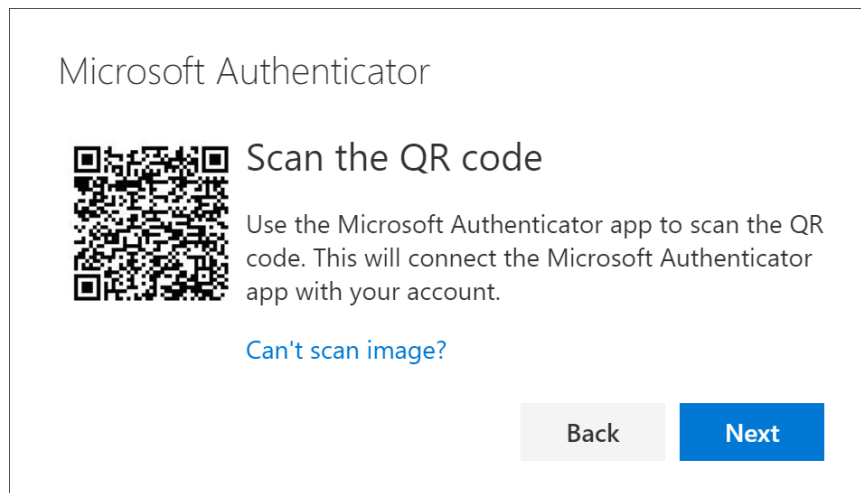 Microsoft Authenticator
Scan the QR code
Use the Microsoft Authenticator app to scan the QR
code. This will connect the Microsoft Authenticator
app with your account.
Can't scan image?
Back
Next